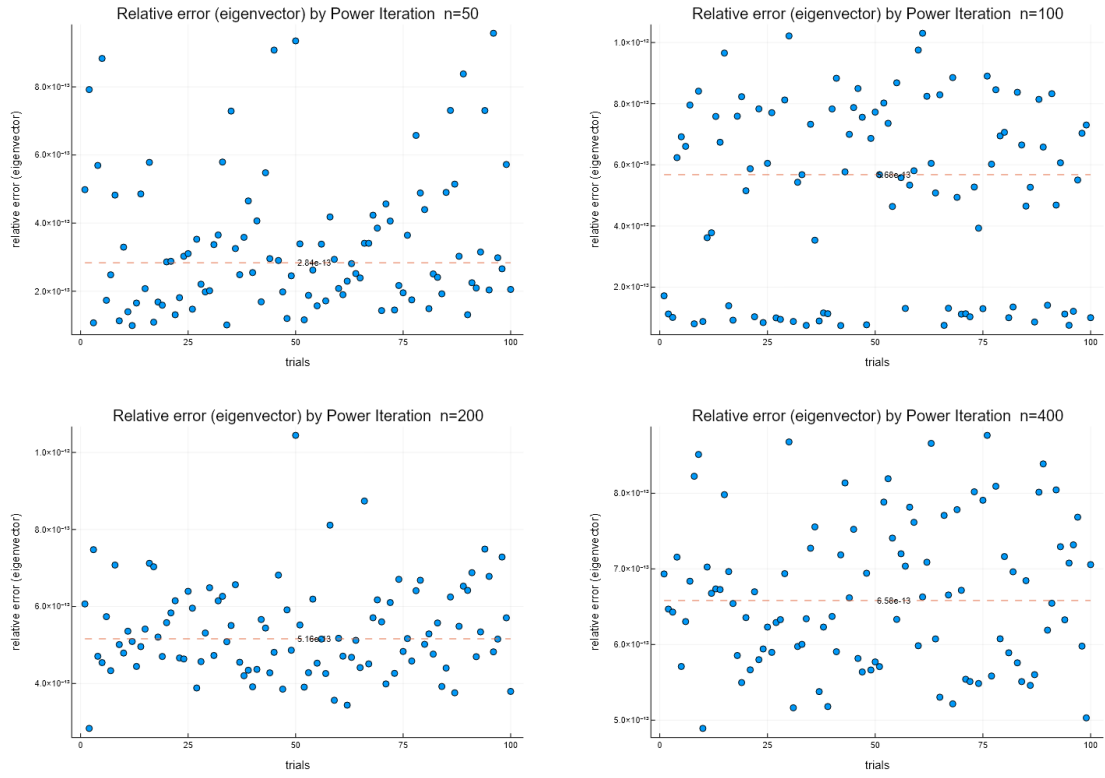 Relative error (eigenvector) by Power Iteration n=50
relative error (eigenvector)
8.0×10⁻¹³
6.0×10⁻¹³
4.0×10⁻¹³
2.0×10⁻¹³
2.84e-13
0 25 50 75 100
trials
Relative error (eigenvector) by Power Iteration n=100
relative error (eigenvector)
1.0×10⁻¹²
8.0×10⁻¹³
6.0×10⁻¹³
4.0×10⁻¹³
2.0×10⁻¹³
5.68e-13
0 25 50 75 100
trials
Relative error (eigenvector) by Power Iteration n=200
relative error (eigenvector)
1.0×10⁻¹²
8.0×10⁻¹³
6.0×10⁻¹³
4.0×10⁻¹³
5.16e-13
0 25 50 75 100
trials
Relative error (eigenvector) by Power Iteration n=400
relative error (eigenvector)
8.0×10⁻¹³
7.0×10⁻¹³
6.0×10⁻¹³
5.0×10⁻¹³
6.58e-13
0 25 50 75 100
trials